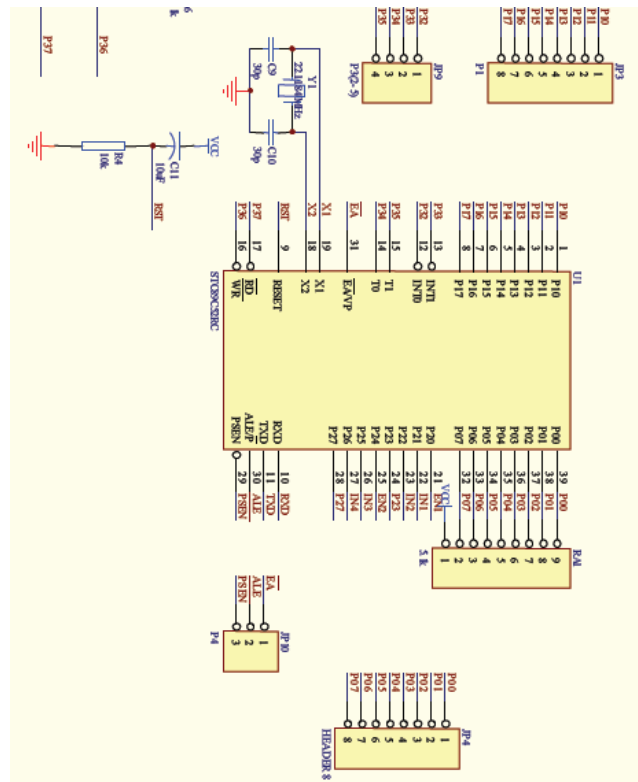 P37
P36
6
k
P35
P34
P33
P32
4
3
2
1
P3(2-5)
JP9
P17
P16
P15
P14
P13
P12
P11
P10
8
7
6
5
4
3
2
1
P1
JP3
C9
30p
Y1
C10
30p
R4
10k
C11
10uF
VCC
RST
P36
P37
RST
X2
X1
EA
P34
P35
P32
P33
P17
P16
P15
P14
P13
P12
P11
P10
16
17
9
18
19
31
14
15
12
13
8
7
6
5
4
3
2
1
STC89C52RC
U1
WR
RD
RESET
X2
X1
EA/VP
T0
T1
INT0
INT1
P17
P16
P15
P14
P13
P12
P11
P10
PSEN
ALE/P
TXD
RXD
P27
P26
P25
P24
P23
P22
P21
P20
P07
P06
P05
P04
P03
P02
P01
P00
29
30
11
10
28
27
26
25
24
23
22
21
32
33
34
35
36
37
38
39
PSEN
ALE
TXD
RXD
P27
IN4
IN3
EN2
P23
IN2
IN1
EN1
VCC
P07
P06
P05
P04
P03
P02
P01
P00
1
2
3
4
5
6
7
8
9
5.1k
RA1
PSEN
ALE
EA
3
2
1
P4
JP10
P07
P06
P05
P04
P03
P02
P01
P00
8
7
6
5
4
3
2
1
HEADER 8
JP4